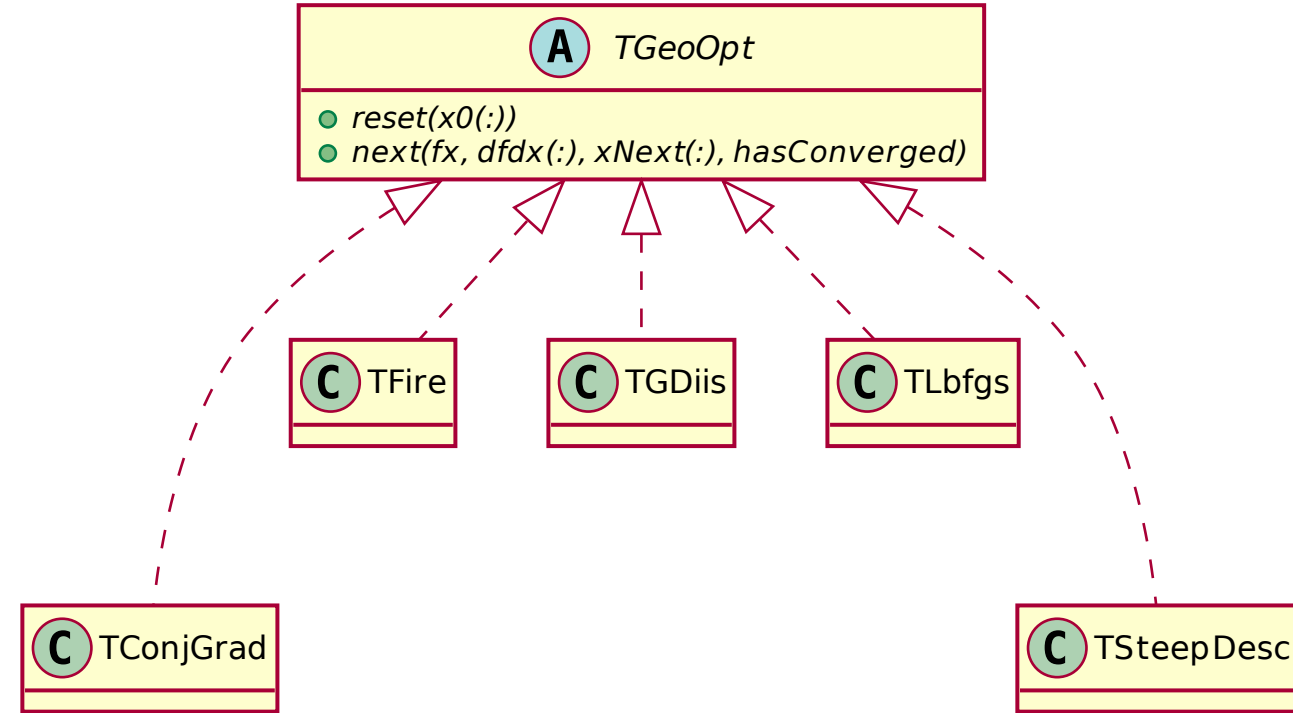 A TGeoOpt
reset(x0(:))
next(fx, dfdx(:), xNext(:), hasConverged)
C TFire
C TGDiis
C TLbfgs
C TConjGrad
C TSteepDesc